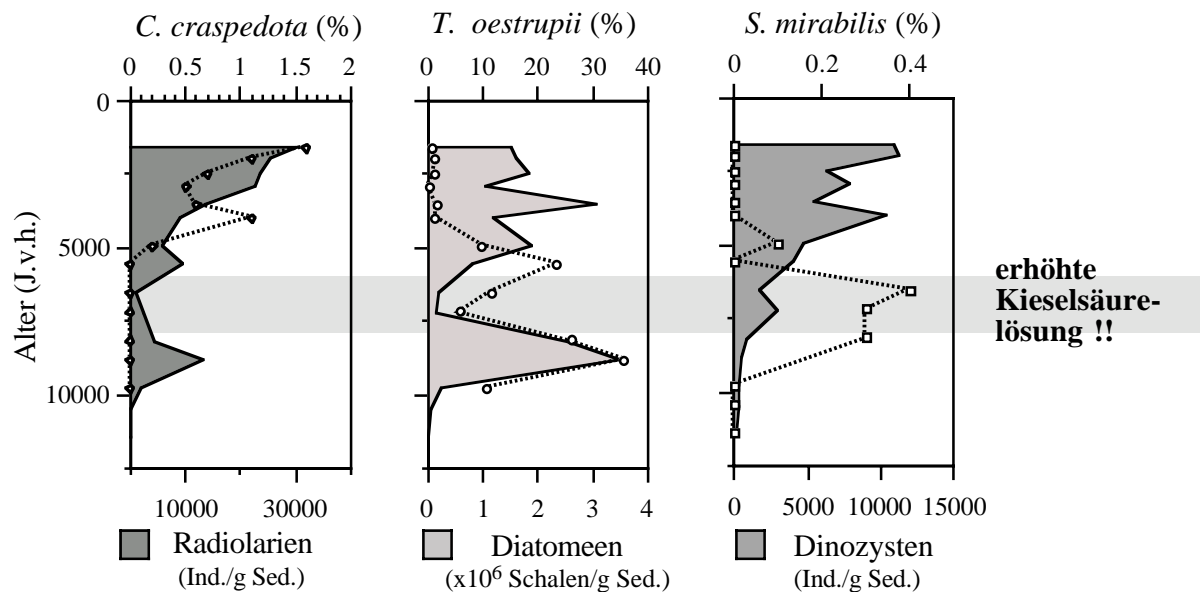 C. craspedota (%) T. oestrupii (%) S. mirabilis (%)
0 0.5 1 1.5 2 0 10 20 30 40 0 0.2 0.4
0
5000
10000
Alter (J.v.h.)
erhöhte
Kieselsäure-
lösung !!
10000 30000 0 1 2 3 4 0 5000 10000 15000
Radiolarien
(Ind./g Sed.)
Diatomeen
(x10⁶ Schalen/g Sed.)
Dinozysten
(Ind./g Sed.)